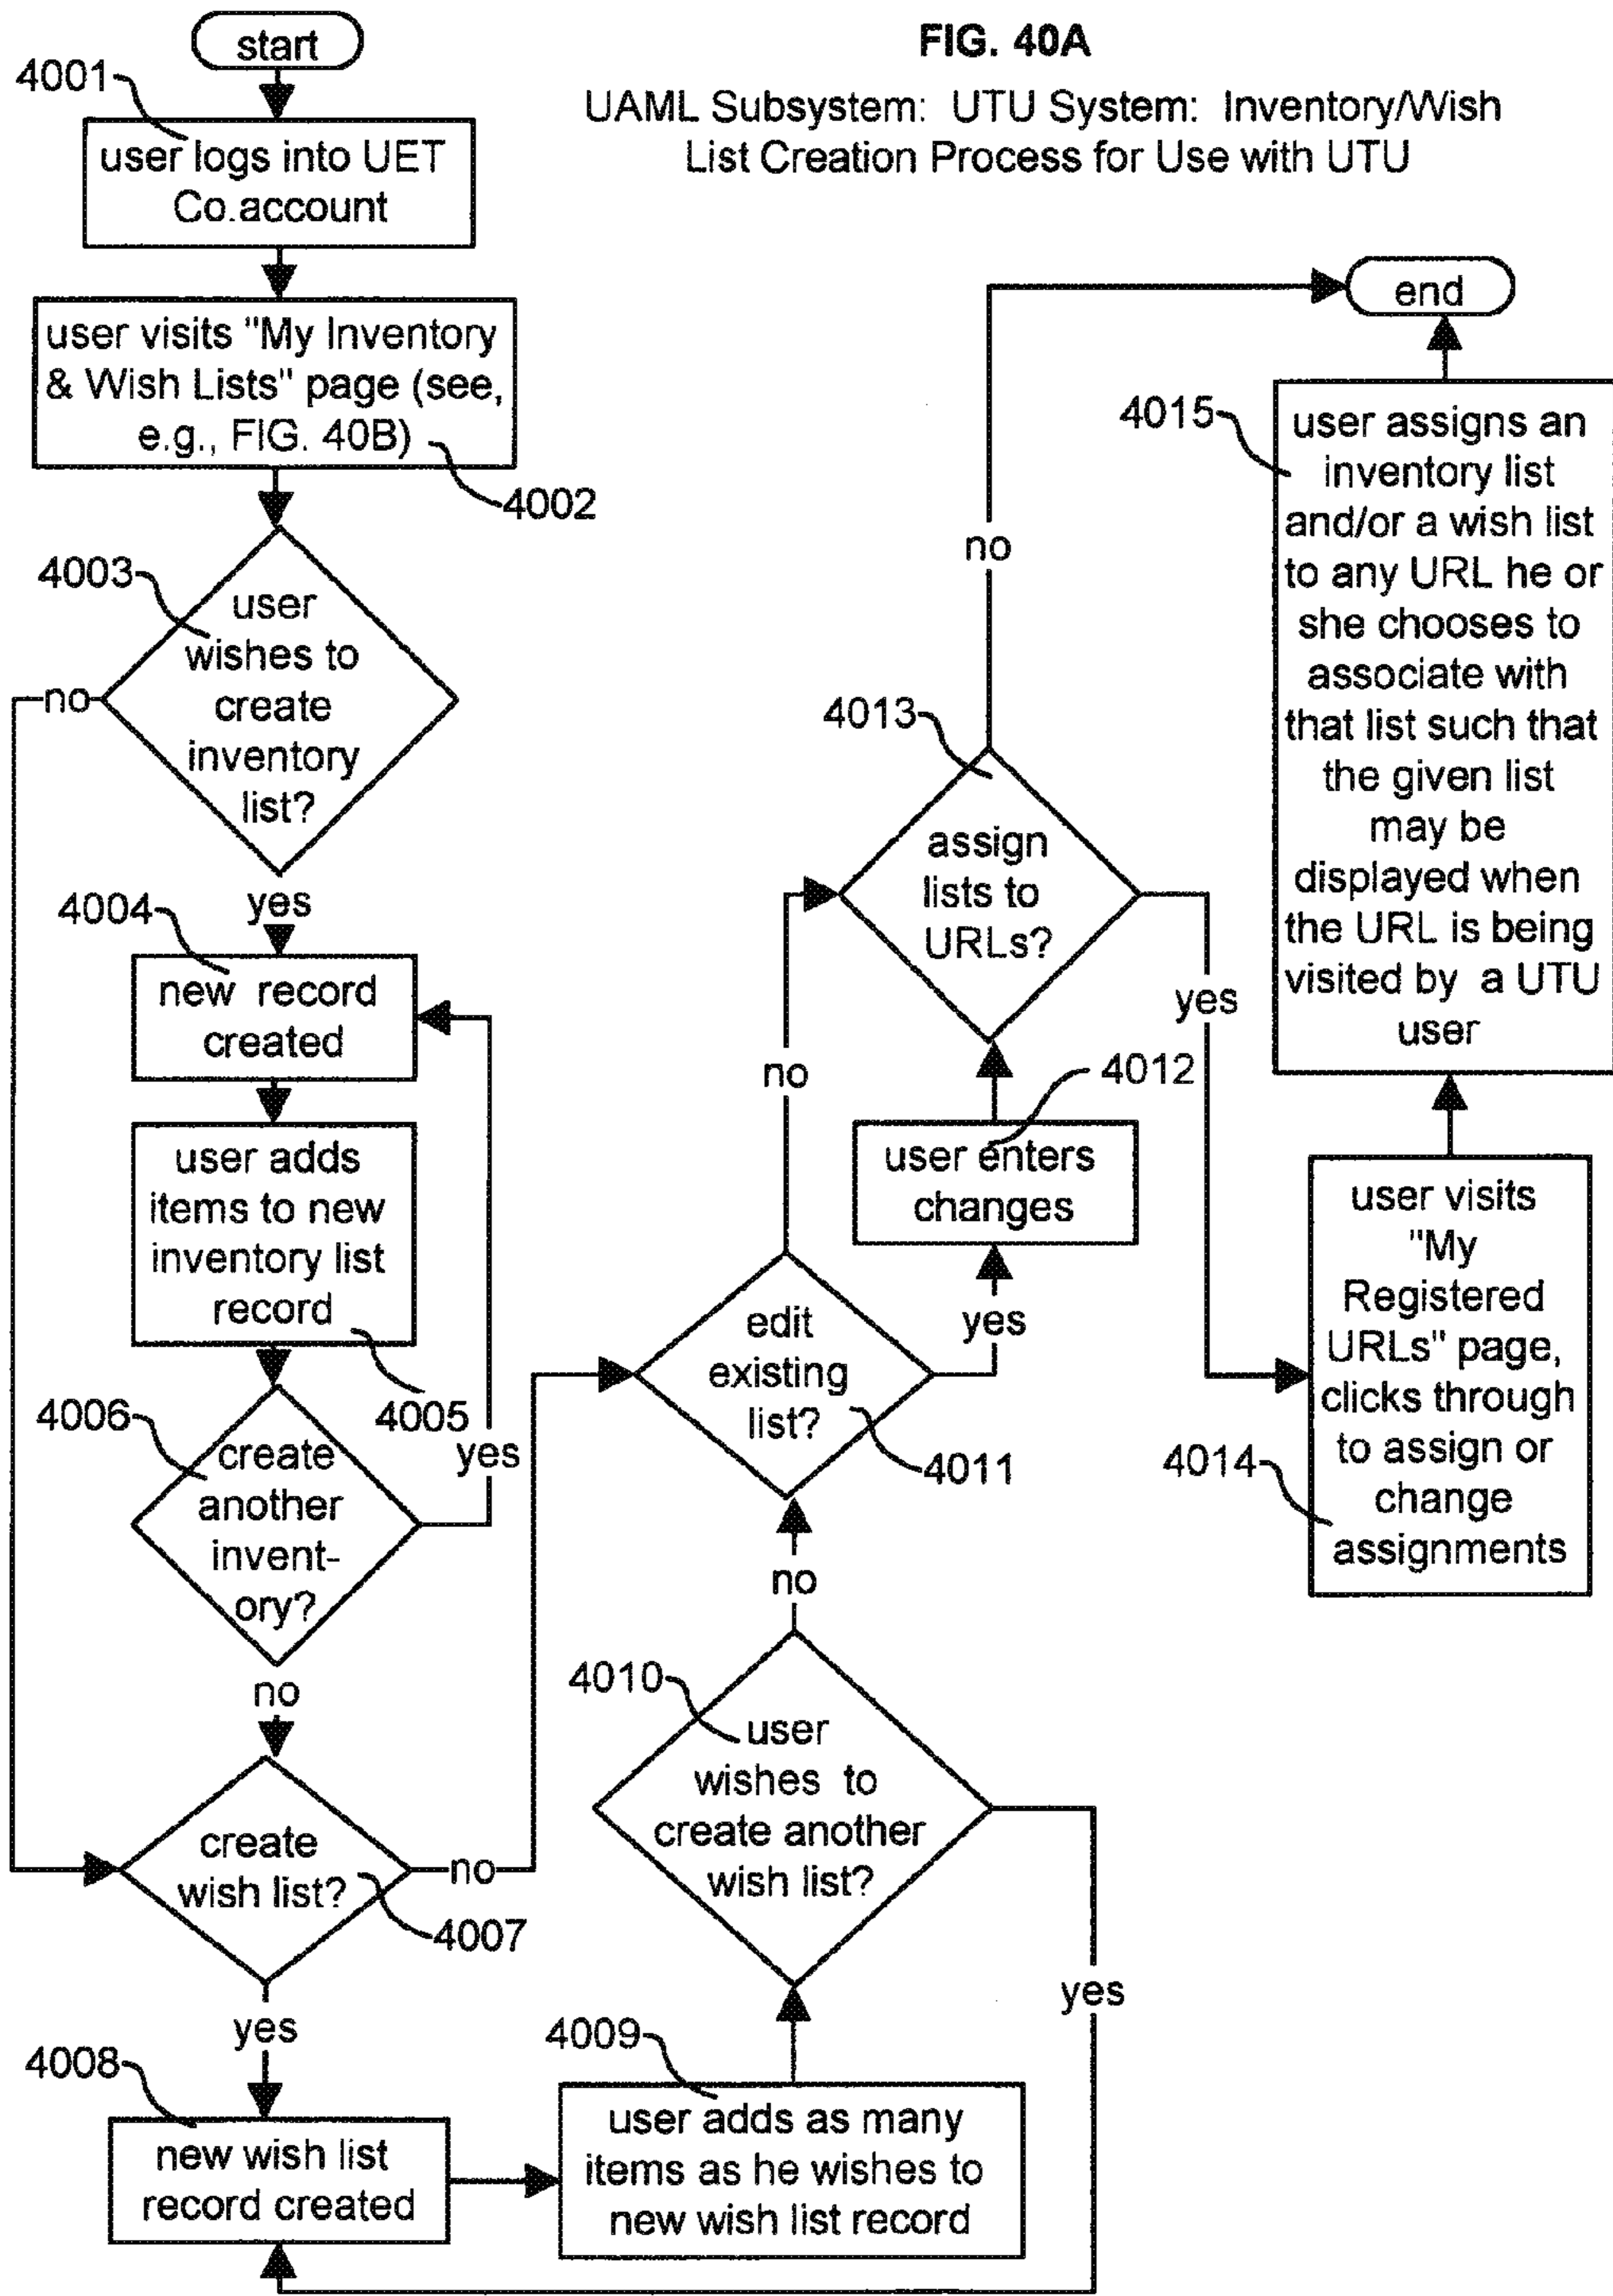 start
FIG. 40A
UAML Subsystem: UTU System: Inventory/Wish
List Creation Process for Use with UTU
4001
user logs into UET
Co.account
user visits "My Inventory
& Wish Lists" page (see,
e.g., FIG. 40B)
4002
4003
user
wishes to
create
inventory
list?
no
yes
4004
new record
created
user adds
items to new
inventory list
record
4005
4006
create
another
invent-
ory?
yes
no
create
wish list?
4007
no
yes
4008
new wish list
record created
4009
user adds as many
items as he wishes to
new wish list record
4010
user
wishes to
create another
wish list?
yes
no
edit
existing
list?
4011
no
yes
4012
user enters
changes
4013
assign
lists to
URLs?
no
yes
4014
user visits
"My
Registered
URLs" page,
clicks through
to assign or
change
assignments
4015
user assigns an
inventory list
and/or a wish list
to any URL he or
she chooses to
associate with
that list such that
the given list
may be
displayed when
the URL is being
visited by a UTU
user
end